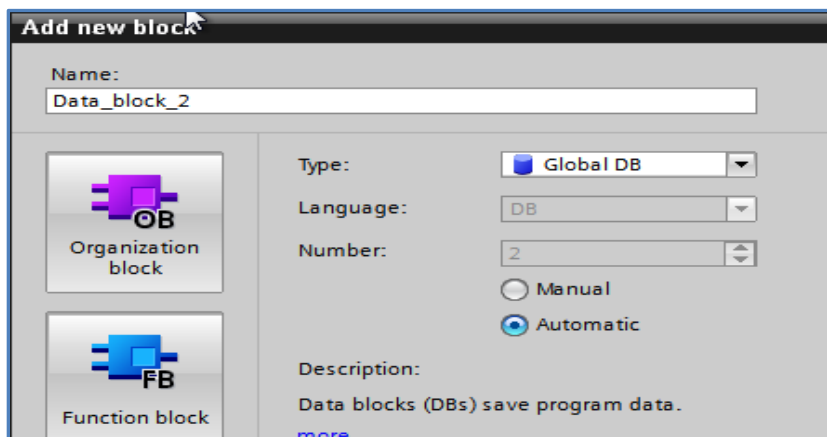 Add new block
Name:
Data_block_2
OB
Organization
block
FB
Function block
Type:
Global DB
Language:
DB
Number:
2
Manual
Automatic
Description:
Data blocks (DBs) save program data.
more